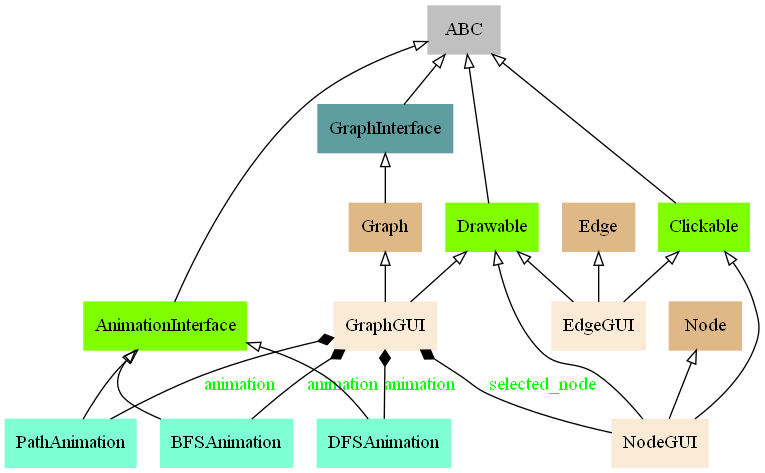 ABC
GraphInterface
Graph
Drawable
Edge
Clickable
AnimationInterface
GraphGUI
EdgeGUI
Node
animation
animation
animation
selected_node
PathAnimation
BFSAnimation
DFSAnimation
NodeGUI